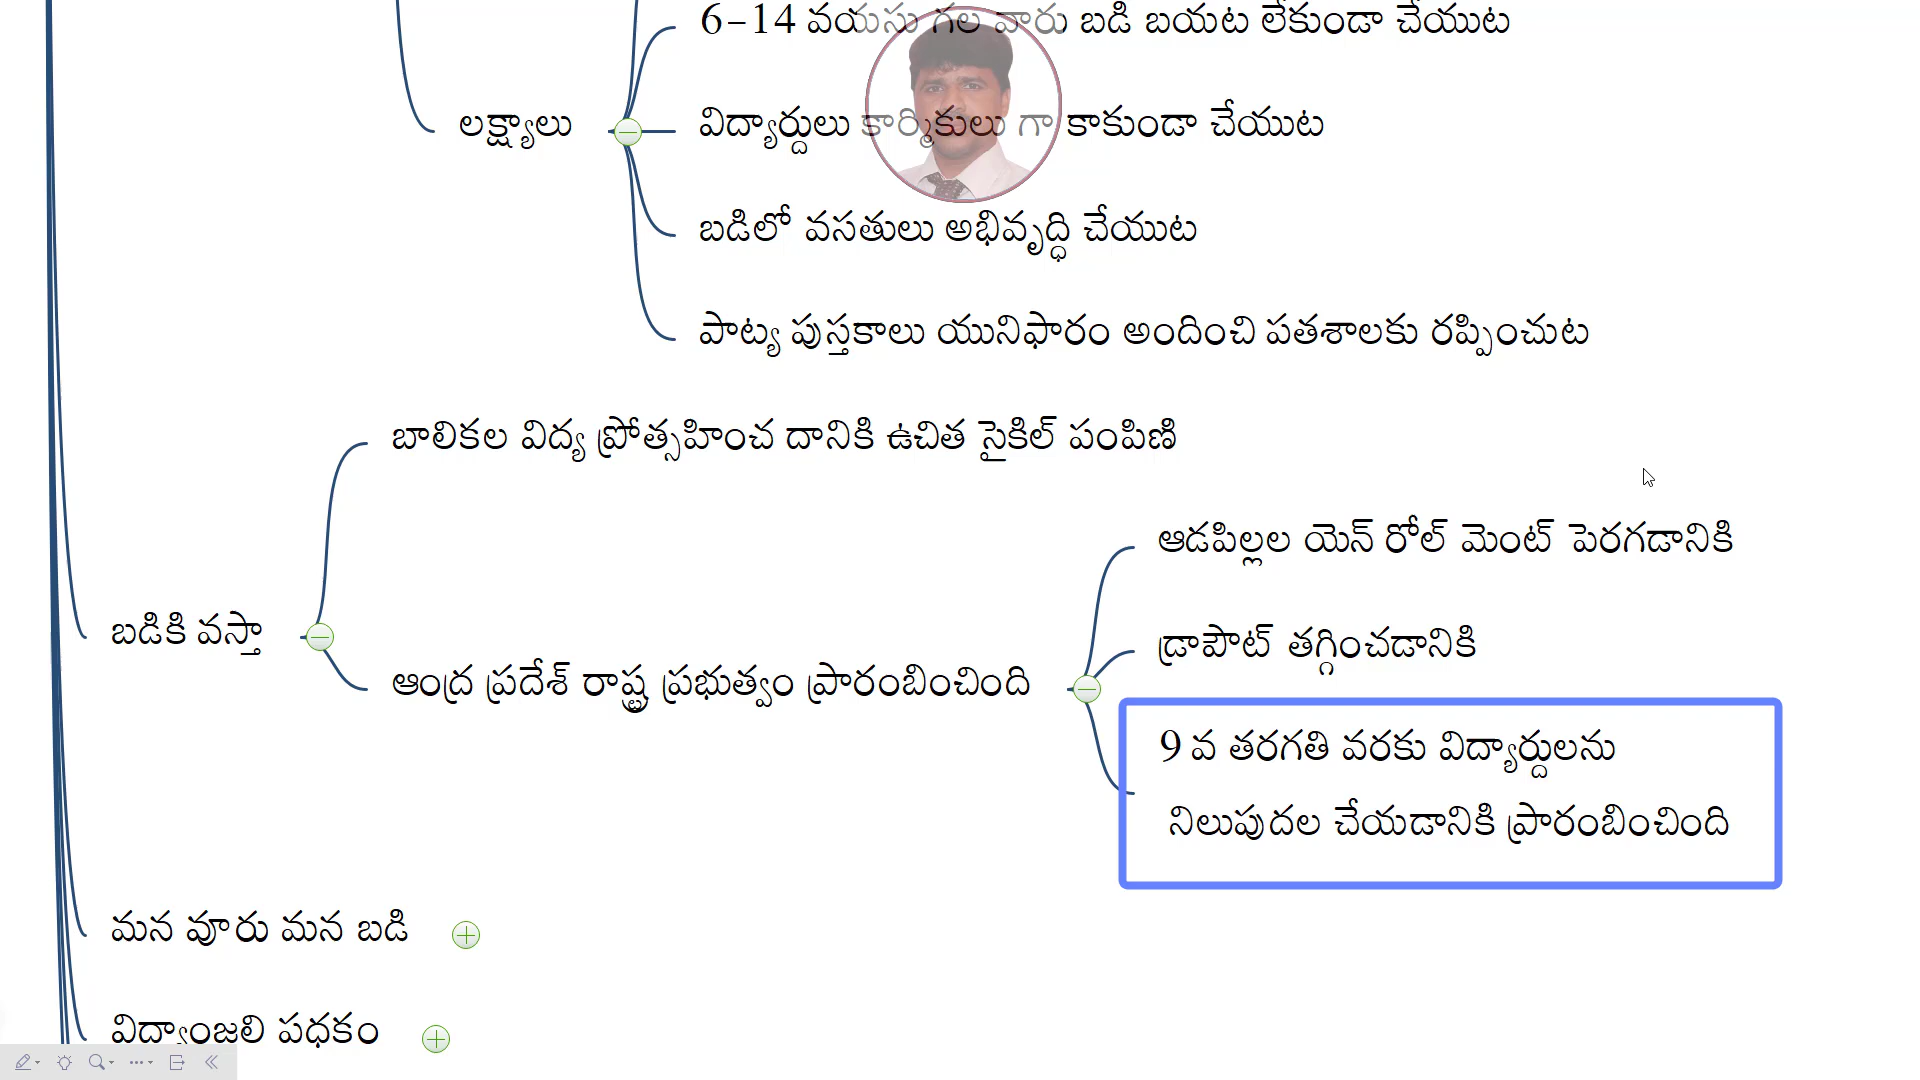 6-14 వయసు గల వారు బడి బయట లేకుండా చేయుట
లక్ష్యాలు
విద్యార్దులు కార్మికులు గా కాకుండా చేయుట
బడిలో వసతులు అభివృద్ధి చేయుట
పాట్య పుస్తకాలు యునిఫారం అందించి పతశాలకు రప్పించుట
బాలికల విద్య ప్రోత్సహించ దానికి ఉచిత సైకిల్ పంపిణి
ఆడపిల్లల యెన్ రోల్ మెంట్ పెరగడానికి
బడికి వస్తా
డ్రాపౌట్ తగ్గించడానికి
ఆంద్ర ప్రదేశ్ రాష్ట్ర ప్రభుత్వం ప్రారంబించింది
9 వ తరగతి వరకు విద్యార్దులను
నిలుపుదల చేయడానికి ప్రారంబించింది
మన వూరు మన బడి
విద్యాంజలి పధకం